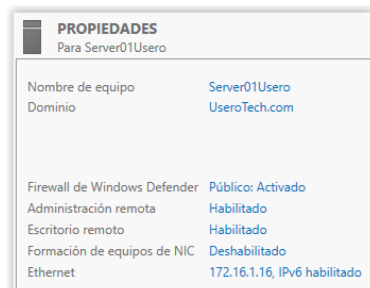 PROPIEDADES
Para Server01Usero
Nombre de equipo Server01Usero
Dominio UseroTech.com
Firewall de Windows Defender Público: Activado
Administración remota Habilitado
Escritorio remoto Habilitado
Formación de equipos de NIC Deshabilitado
Ethernet 172.16.1.16, IPv6 habilitado